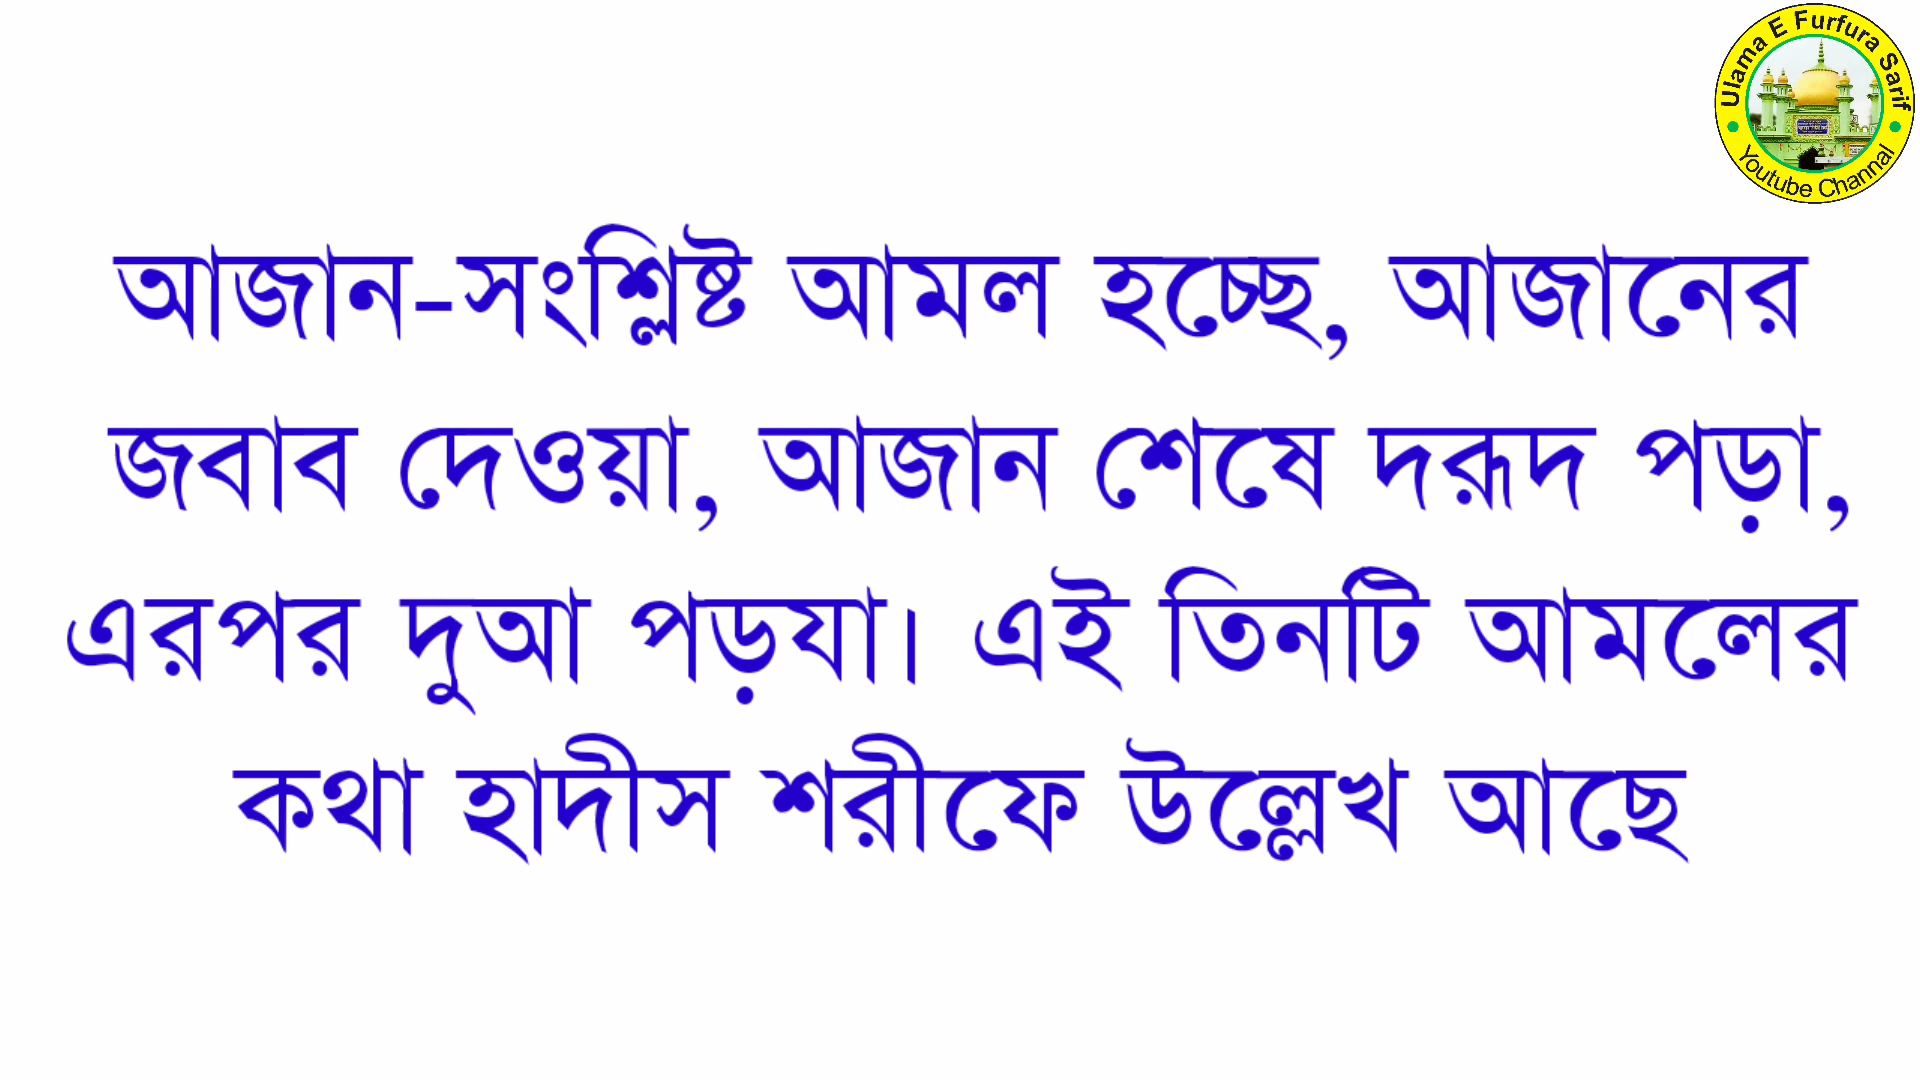 Ulama E Furfura Sarif
Youtube Channal
আজান-সংশ্লিষ্ট আমল হচ্ছে, আজানের
জবাব দেওয়া, আজান শেষে দরূদ পড়া,
এরপর দুআ পড়যা। এই তিনটি আমলের
কথা হাদীস শরীফে উল্লেখ আছে